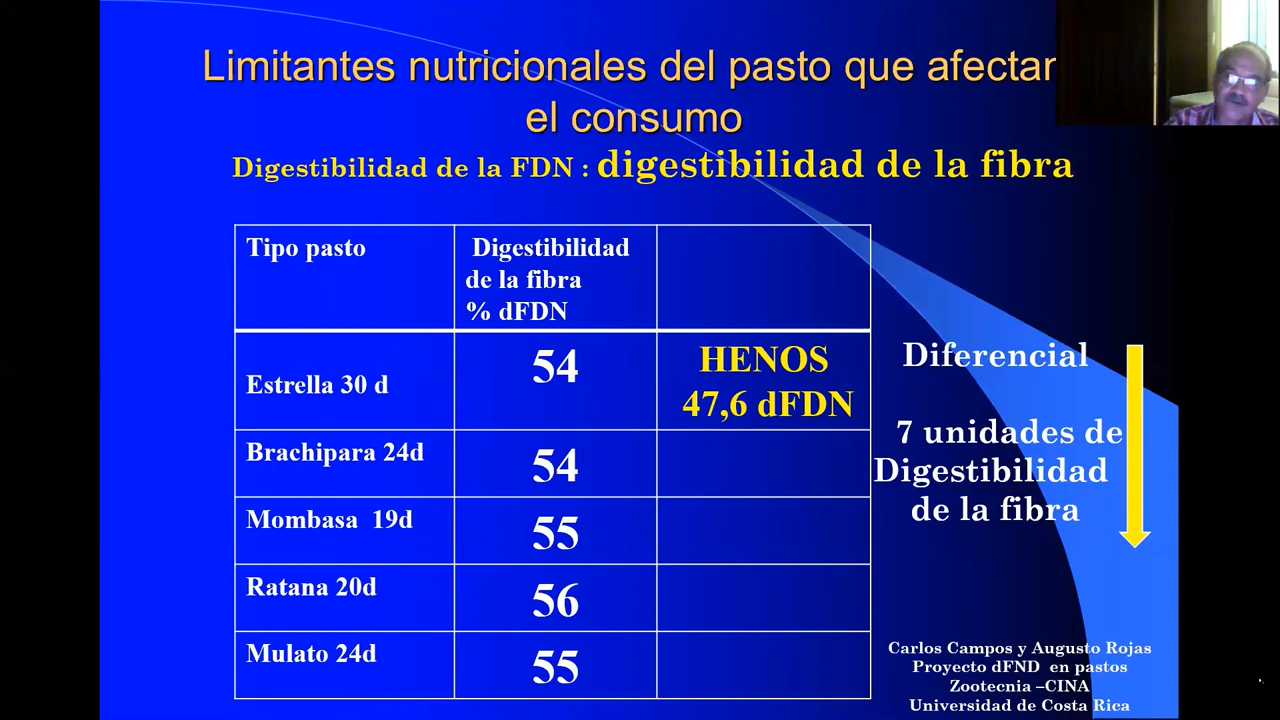 Limitantes nutricionales del pasto que afectar
el consumo
Digestibilidad de la FDN : digestibilidad de la fibra
Tipo pasto
Digestibilidad
de la fibra
% dFDN
Estrella 30 d
54
HENOS
47,6 dFDN
Brachipara 24d
54
Mombasa 19d
55
Ratana 20d
56
Mulato 24d
55
Diferencial
7 unidades de
Digestibilidad
de la fibra
Carlos Campos y Augusto Rojas
Proyecto dFND en pastos
Zootecnia –CINA
Universidad de Costa Rica